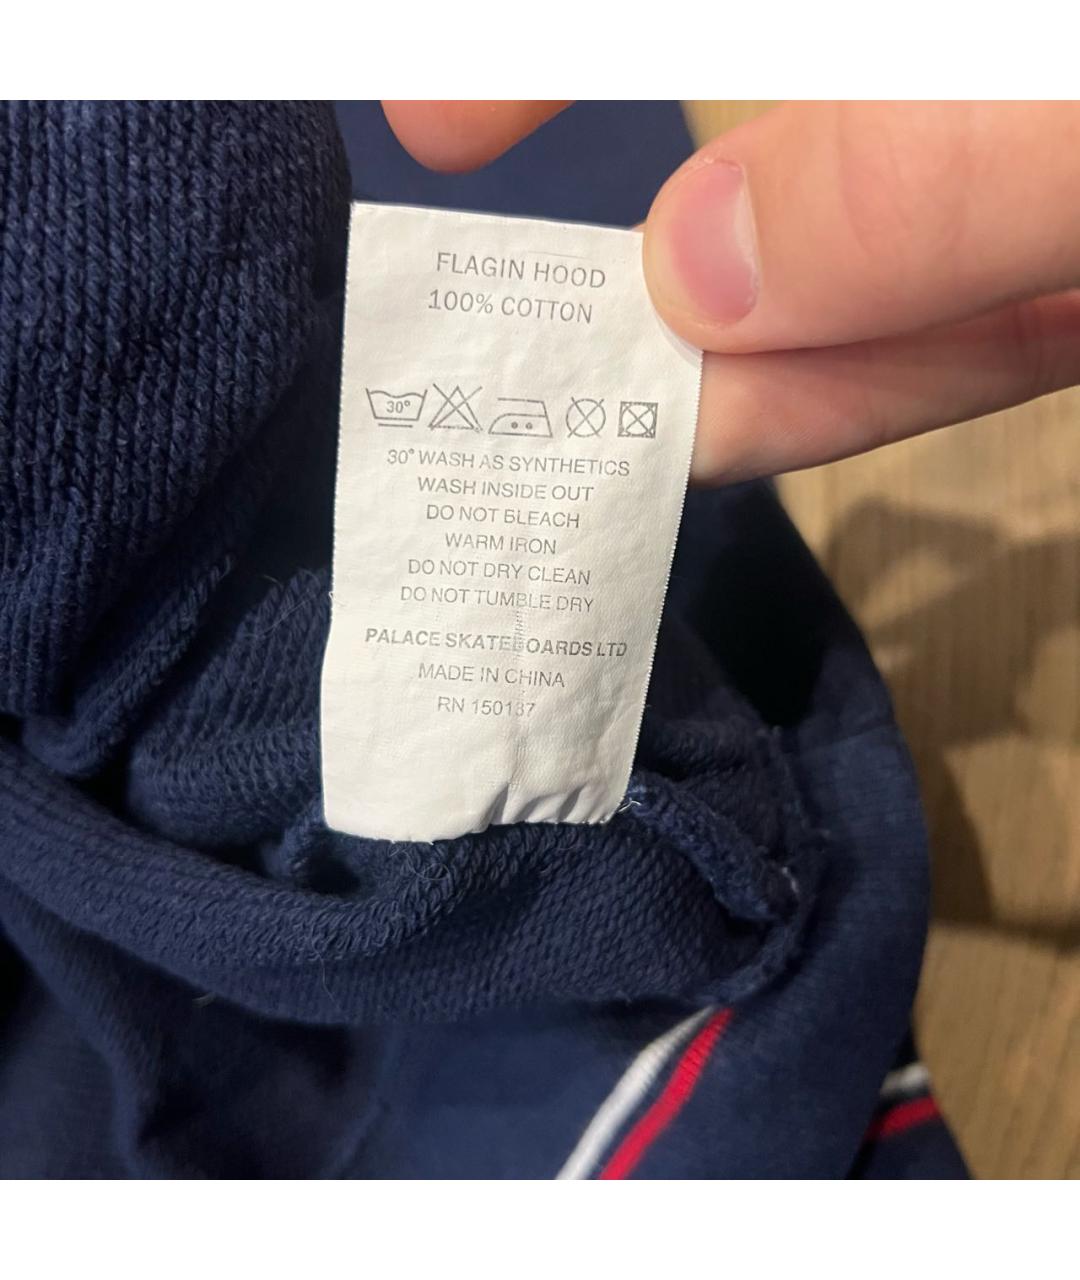 FLAGIN HOOD
100% COTTON
30°
30° WASH AS SYNTHETICS
WASH INSIDE OUT
DO NOT BLEACH
WARM IRON
DO NOT DRY CLEAN
DO NOT TUMBLE DRY
PALACE SKATEBOARDS LTD
MADE IN CHINA
RN 150137